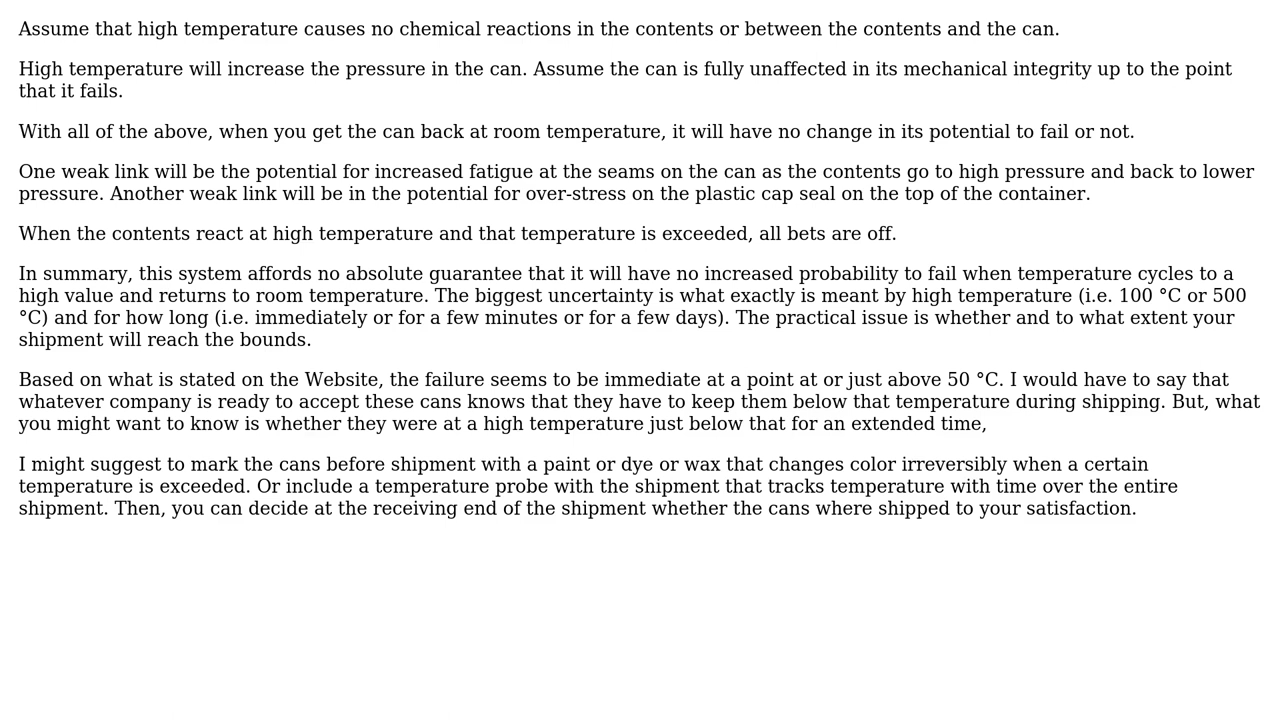 Assume that high temperature causes no chemical reactions in the contents or between the contents and the can.
High temperature will increase the pressure in the can. Assume the can is fully unaffected in its mechanical integrity up to the point
that it fails.
With all of the above, when you get the can back at room temperature, it will have no change in its potential to fail or not.
One weak link will be the potential for increased fatigue at the seams on the can as the contents go to high pressure and back to lower
pressure. Another weak link will be in the potential for over-stress on the plastic cap seal on the top of the container.
When the contents react at high temperature and that temperature is exceeded, all bets are off.
In summary, this system affords no absolute guarantee that it will have no increased probability to fail when temperature cycles to a
high value and returns to room temperature. The biggest uncertainty is what exactly is meant by high temperature (i.e. 100 °C or 500
°C) and for how long (i.e. immediately or for a few minutes or for a few days). The practical issue is whether and to what extent your
shipment will reach the bounds.
Based on what is stated on the Website, the failure seems to be immediate at a point at or just above 50 °C. I would have to say that
whatever company is ready to accept these cans knows that they have to keep them below that temperature during shipping. But, what
you might want to know is whether they were at a high temperature just below that for an extended time,
I might suggest to mark the cans before shipment with a paint or dye or wax that changes color irreversibly when a certain
temperature is exceeded. Or include a temperature probe with the shipment that tracks temperature with time over the entire
shipment. Then, you can decide at the receiving end of the shipment whether the cans where shipped to your satisfaction.